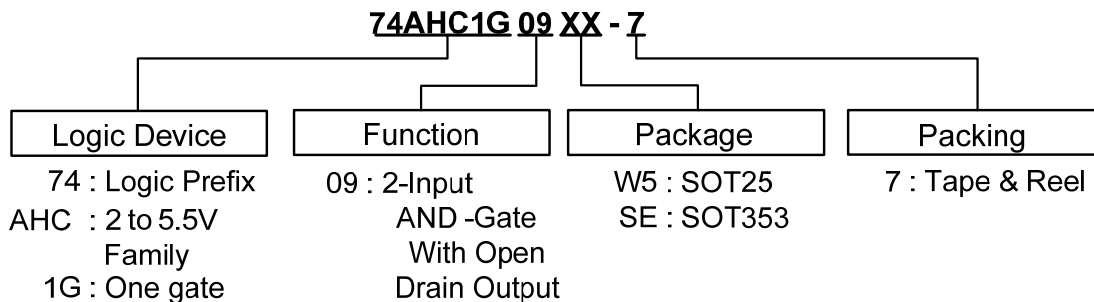 74AHC1G 09 XX - 7
Logic Device
Function
Package
Packing
74 : Logic Prefix
AHC : 2 to 5.5V
Family
1G : One gate
09 : 2-Input
AND -Gate
With Open
Drain Output
W5 : SOT25
SE : SOT353
7 : Tape & Reel